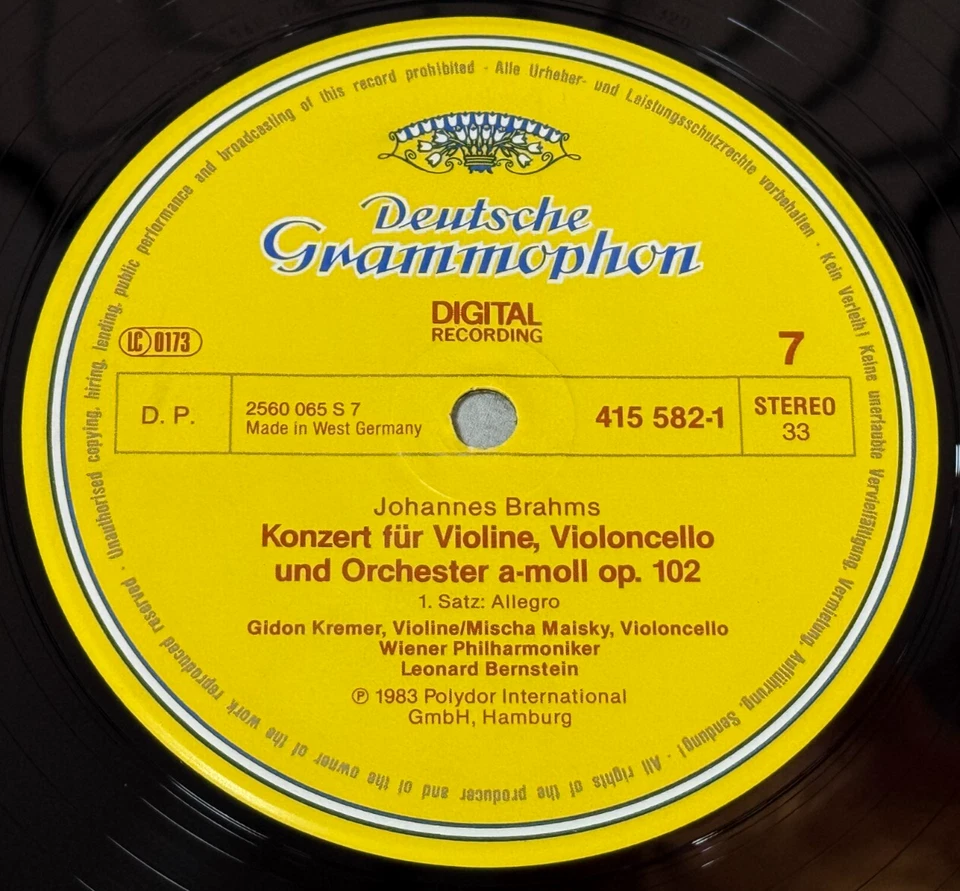 Unauthorised copying, hiring, lending, public performance and broadcasting of this record prohibited · Alle Urheber- und Leistungsschutzrechte vorbehalten · Kein Verleih! Keine unerlaubte Vervielfältigung, Vermietung, Aufführung, Sendung! · All rights of the producer and of the owner of the work reproduced reserved ·
Deutsche
Grammophon
DIGITAL
RECORDING
LC 0173
7
D. P.
2560 065 S 7
Made in West Germany
415 582-1
STEREO
33
Johannes Brahms
Konzert für Violine, Violoncello
und Orchester a-moll op. 102
1. Satz: Allegro
Gidon Kremer, Violine/Mischa Maisky, Violoncello
Wiener Philharmoniker
Leonard Bernstein
℗ 1983 Polydor International
GmbH, Hamburg